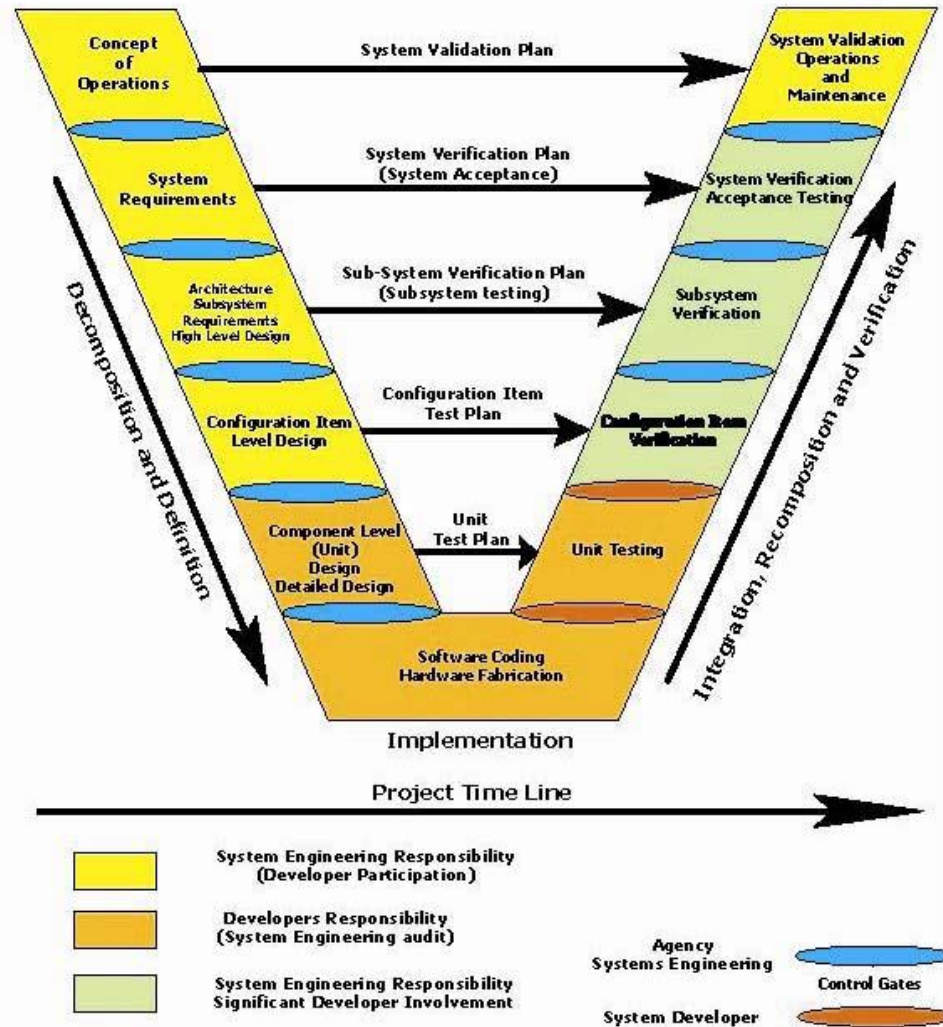 Concept
of
Operations
System Validation Plan
System Validation
Operations
and
Maintenance
System
Requirements
System Verification Plan
(System Acceptance)
System Verification
Acceptance Testing
Architecture
Subsystem
Requirements
High Level Design
Sub-System Verification Plan
(Subsystem testing)
Subsystem
Verification
Configuration Item
Level Design
Configuration Item
Test Plan
Configuration Item
Verification
Component Level
(Unit)
Design
Detailed Design
Unit
Test Plan
Unit Testing
Software Coding
Hardware Fabrication
Implementation
Decomposition and Definition
Integration, Recomposition and Verification
Project Time Line
System Engineering Responsibility
(Developer Participation)
Developers Responsibility
(System Engineering audit)
System Engineering Responsibility
Significant Developer Involvement
Agency
Systems Engineering
Control Gates
System Developer